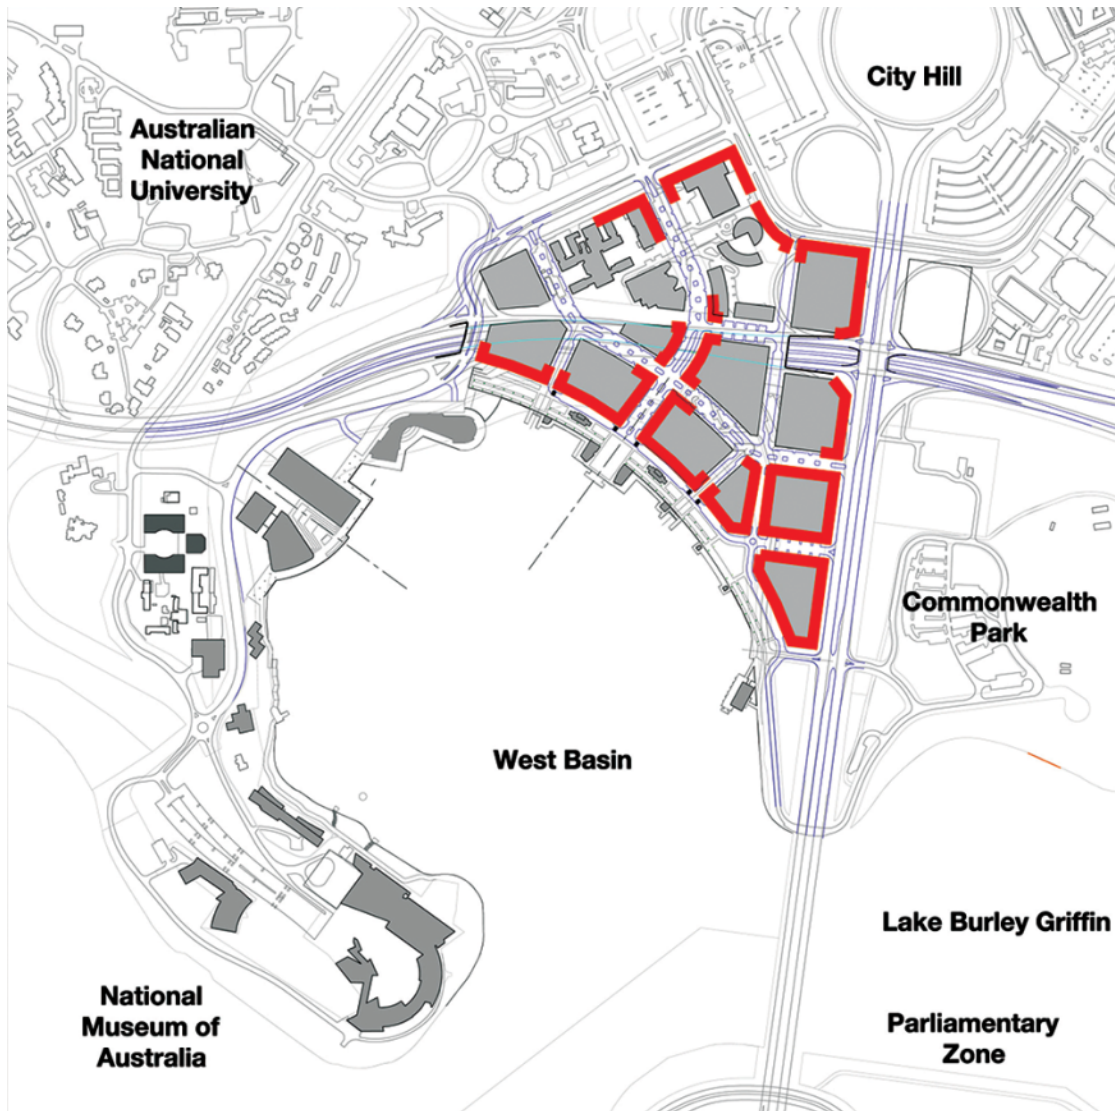 City Hill
Australian
National
University
Commonwealth
Park
West Basin
Lake Burley Griffin
National
Museum of
Australia
Parliamentary
Zone